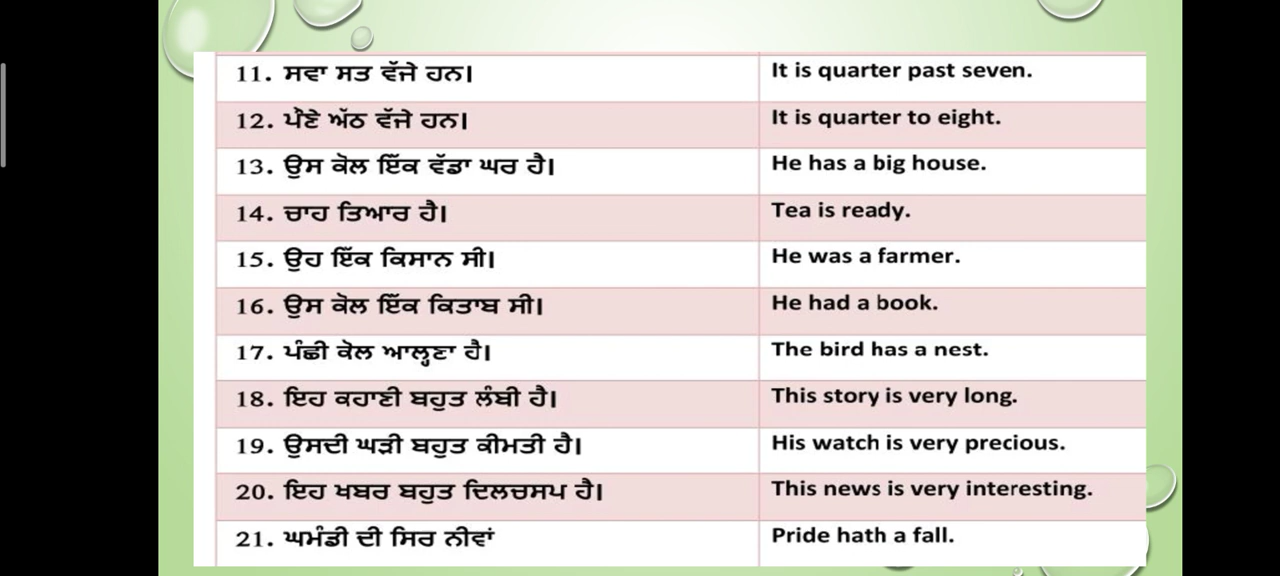 11. ਸਵਾ ਸਤ ਵੱਜੇ ਹਨ। It is quarter past seven.
12. ਪੌਣੇ ਅੱਠ ਵੱਜੇ ਹਨ। It is quarter to eight.
13. ਉਸ ਕੋਲ ਇੱਕ ਵੱਡਾ ਘਰ ਹੈ। He has a big house.
14. ਚਾਹ ਤਿਆਰ ਹੈ। Tea is ready.
15. ਉਹ ਇੱਕ ਕਿਸਾਨ ਸੀ। He was a farmer.
16. ਉਸ ਕੋਲ ਇੱਕ ਕਿਤਾਬ ਸੀ। He had a book.
17. ਪੰਛੀ ਕੋਲ ਆਲ੍ਹਣਾ ਹੈ। The bird has a nest.
18. ਇਹ ਕਹਾਣੀ ਬਹੁਤ ਲੰਬੀ ਹੈ। This story is very long.
19. ਉਸਦੀ ਘੜੀ ਬਹੁਤ ਕੀਮਤੀ ਹੈ। His watch is very precious.
20. ਇਹ ਖਬਰ ਬਹੁਤ ਦਿਲਚਸਪ ਹੈ। This news is very interesting.
21. ਘਮੰਡੀ ਦੀ ਸਿਰ ਨੀਵਾਂ Pride hath a fall.